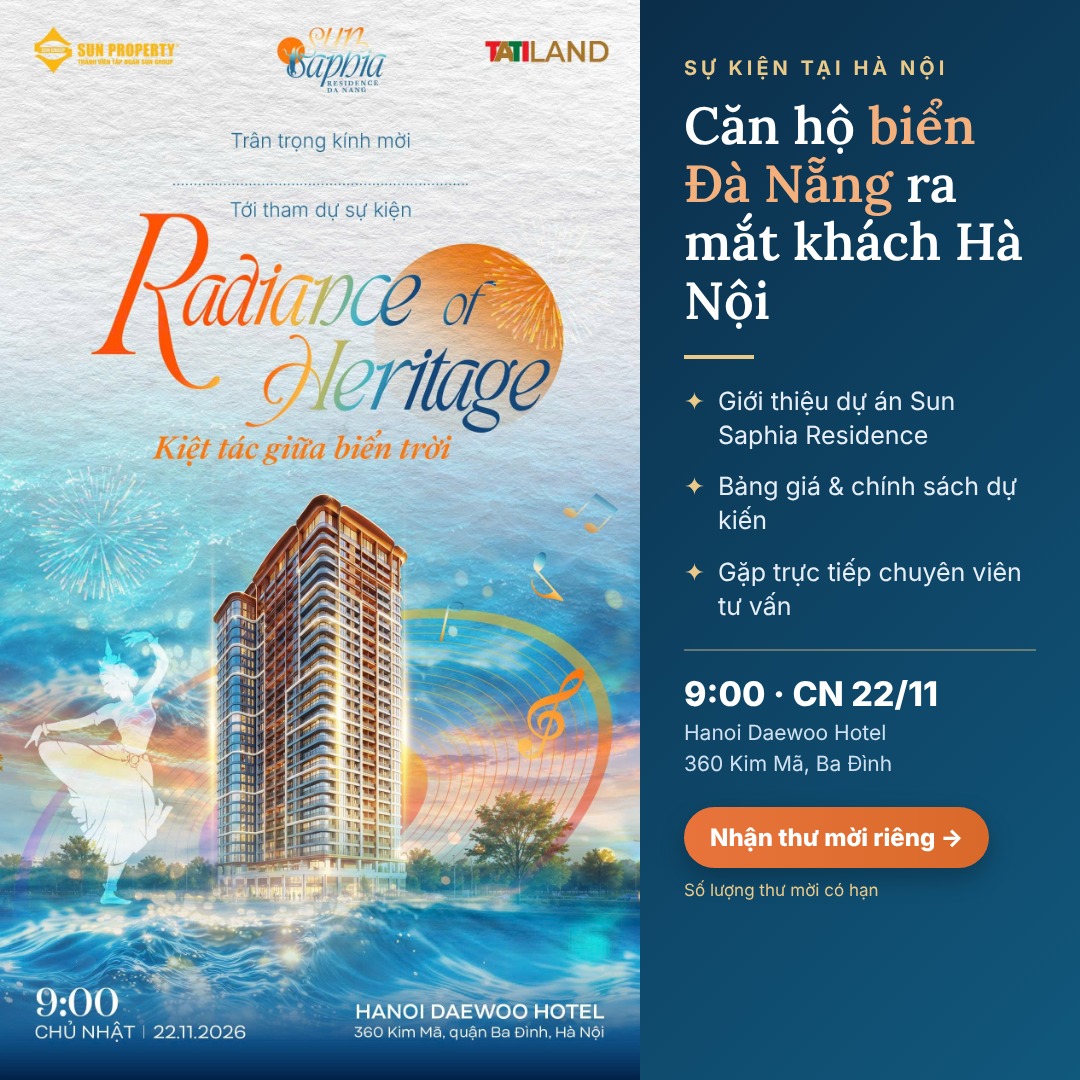 SUN PROPERTY
THÀNH VIÊN TẬP ĐOÀN SUN GROUP
Sun
Saphia
RESIDENCE
DA NANG
TATILAND
Trân trọng kính mời
Tới tham dự sự kiện
Radiance of
Heritage
Kiệt tác giữa biển trời
9:00
CHỦ NHẬT | 22.11.2026
HANOI DAEWOO HOTEL
360 Kim Mã, quận Ba Đình, Hà Nội
SỰ KIỆN TẠI HÀ NỘI
Căn hộ biển
Đà Nẵng ra
mắt khách Hà
Nội
✦ Giới thiệu dự án Sun
Saphia Residence
✦ Bảng giá & chính sách dự
kiến
✦ Gặp trực tiếp chuyên viên
tư vấn
9:00 · CN 22/11
Hanoi Daewoo Hotel
360 Kim Mã, Ba Đình
Nhận thư mời riêng →
Số lượng thư mời có hạn